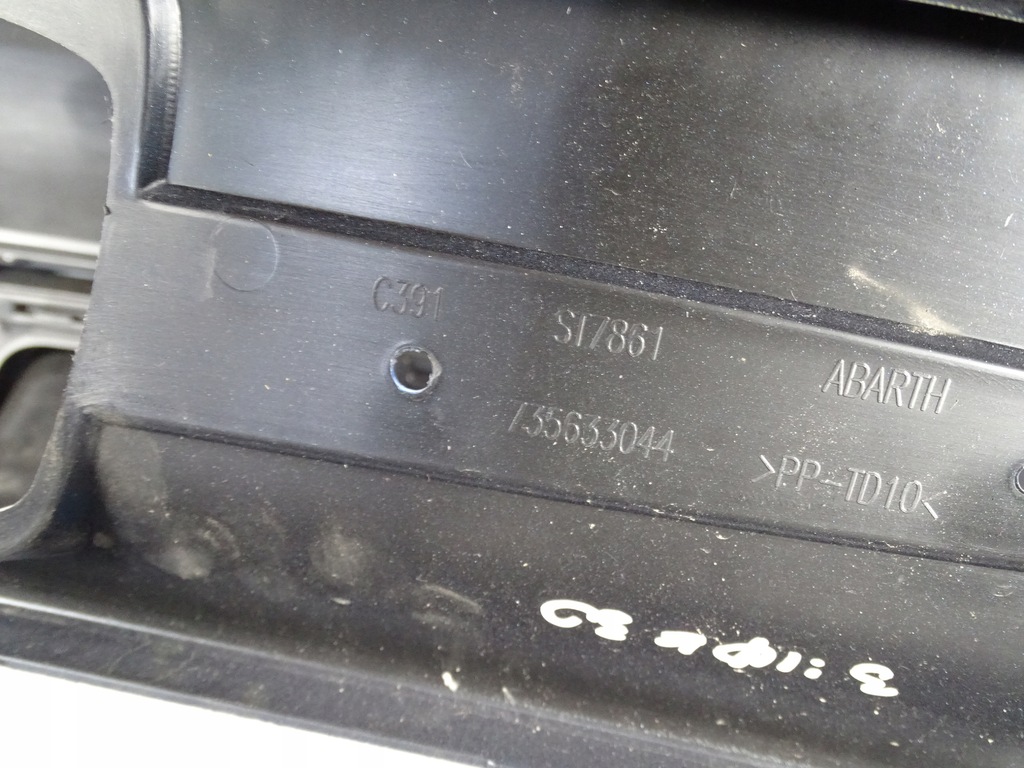 C391
SI7861
ABARTH
735633044
>PP-TD10<